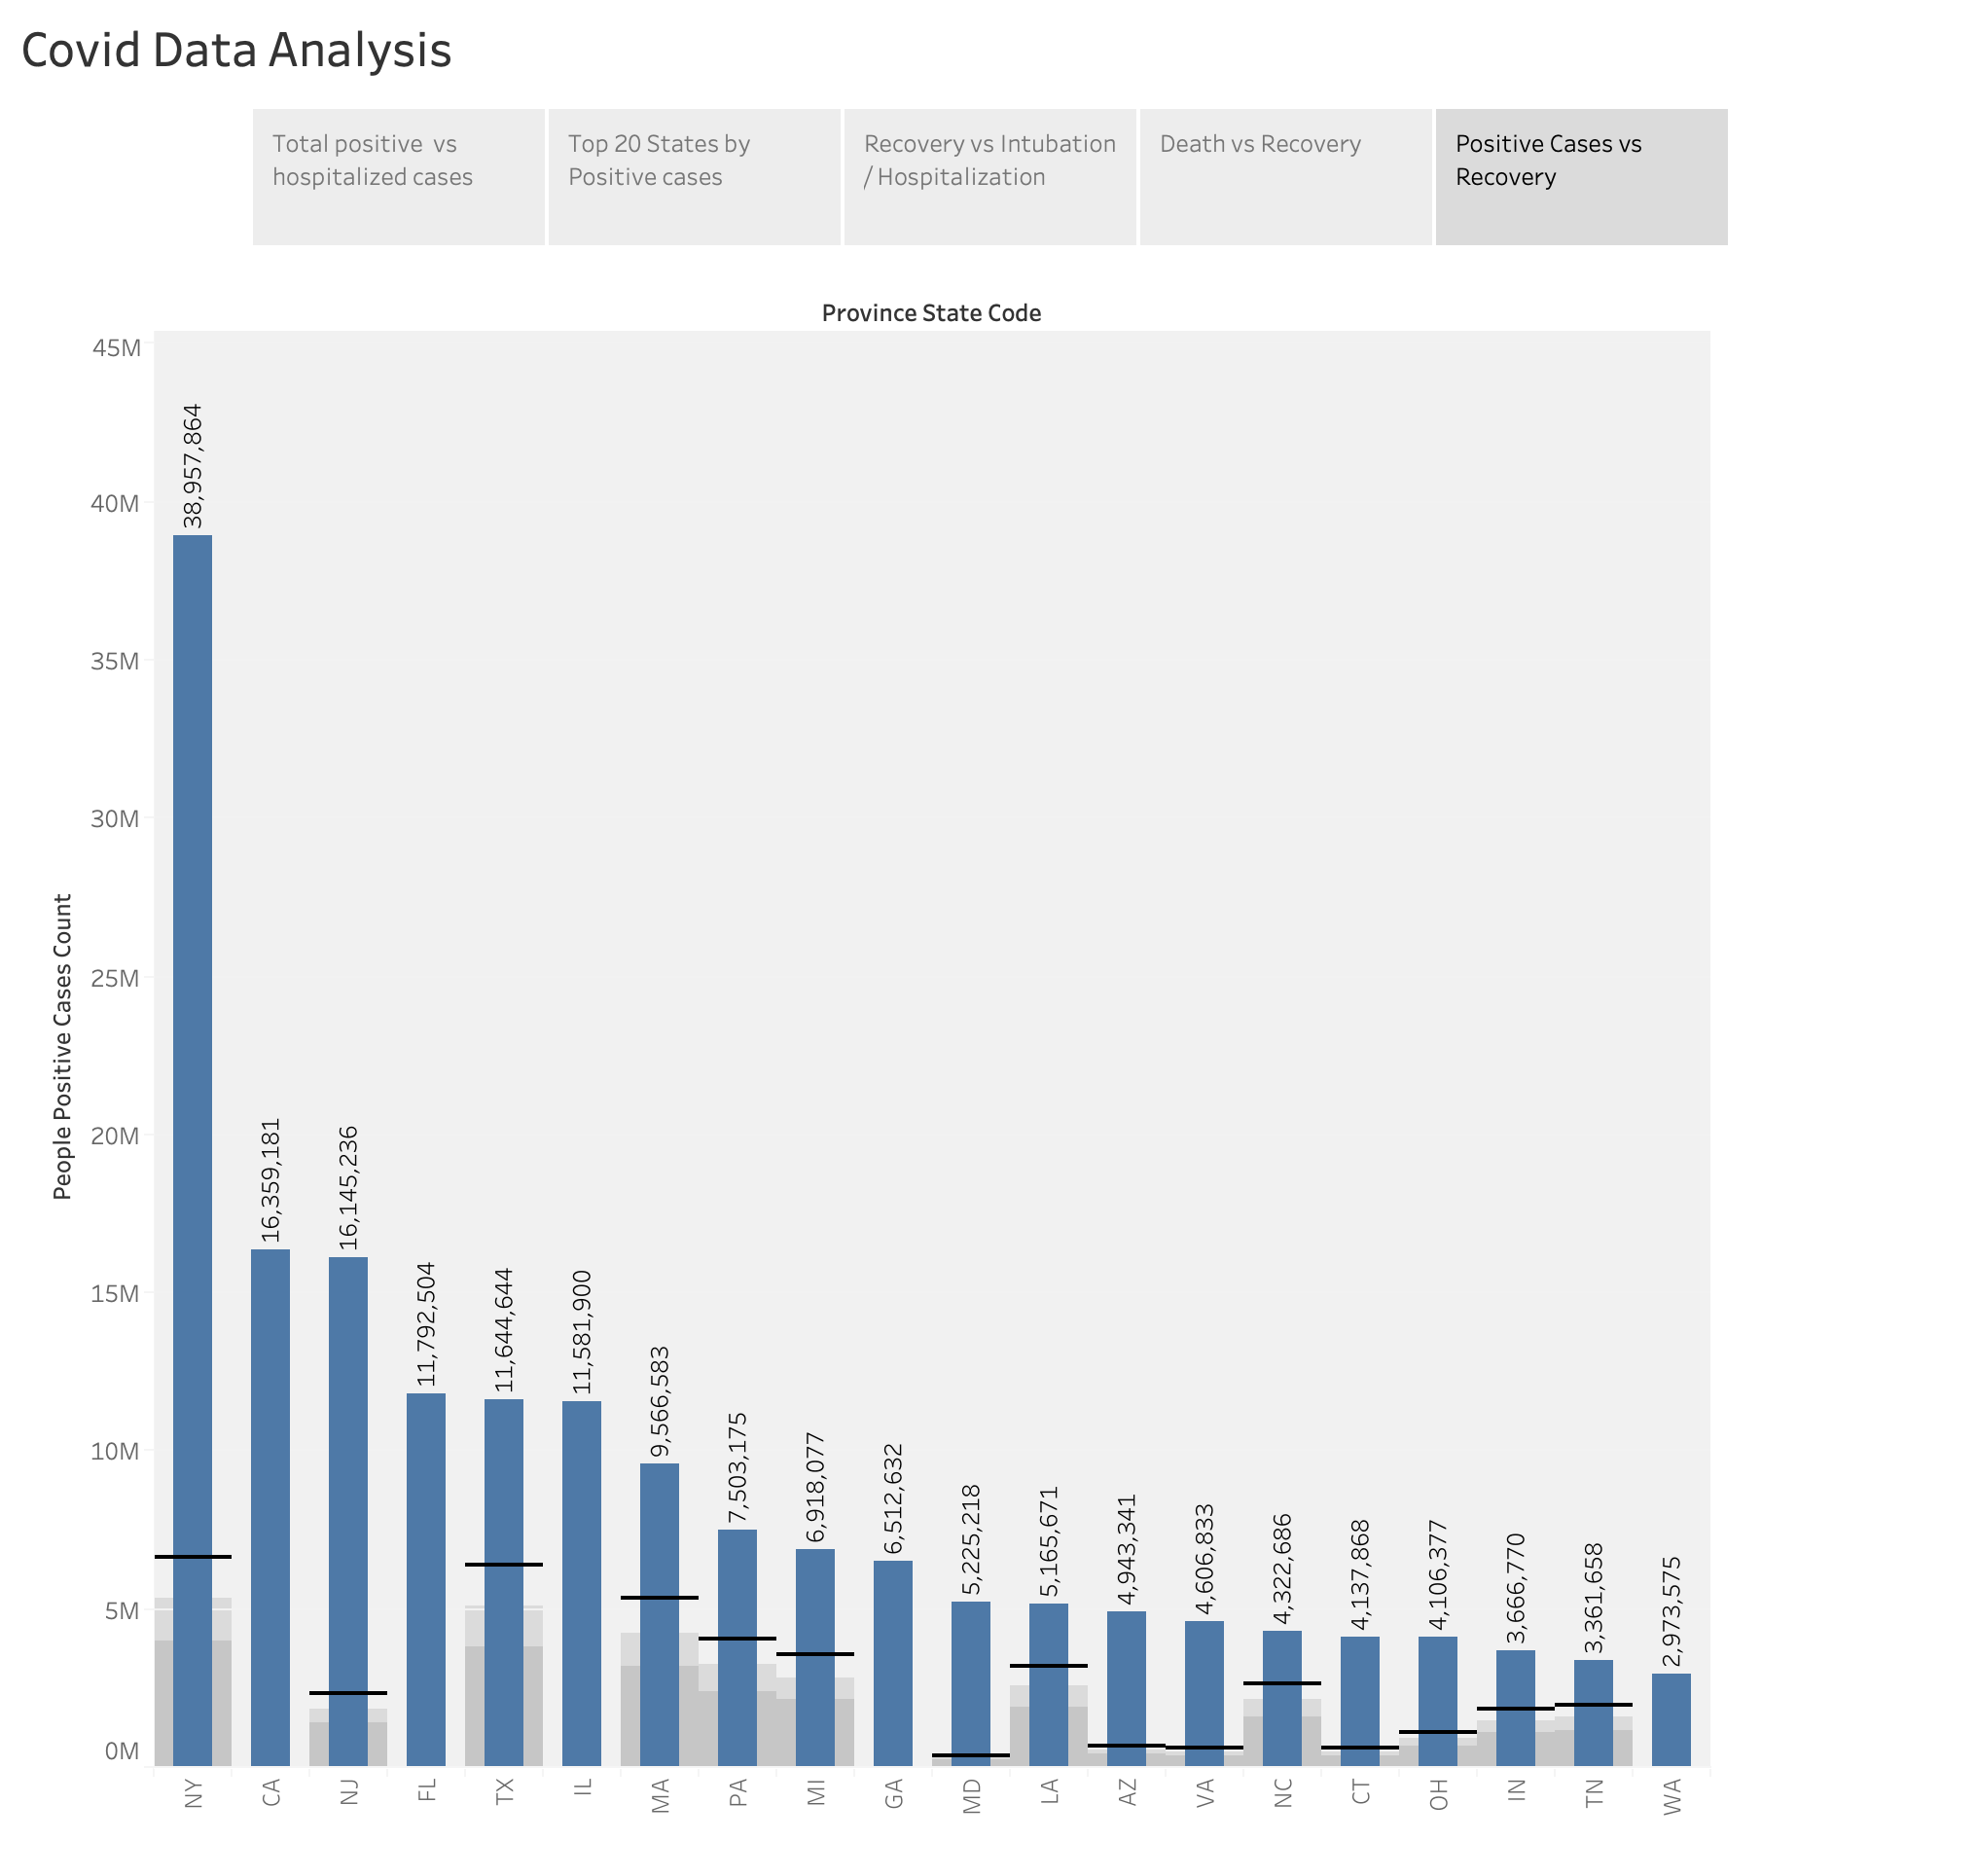 Covid Data Analysis
Total positive vs
hospitalized cases
Top 20 States by
Positive cases
Recovery vs Intubation
/ Hospitalization
Death vs Recovery
Positive Cases vs
Recovery
Province State Code
People Positive Cases Count
45M
40M
35M
30M
25M
20M
15M
10M
5M
0M
38,957,864
16,359,181
16,145,236
11,792,504
11,644,644
11,581,900
9,566,583
7,503,175
6,918,077
6,512,632
5,225,218
5,165,671
4,943,341
4,606,833
4,322,686
4,137,868
4,106,377
3,666,770
3,361,658
2,973,575
NY
CA
NJ
FL
TX
IL
MA
PA
MI
GA
MD
LA
AZ
VA
NC
CT
OH
IN
TN
WA